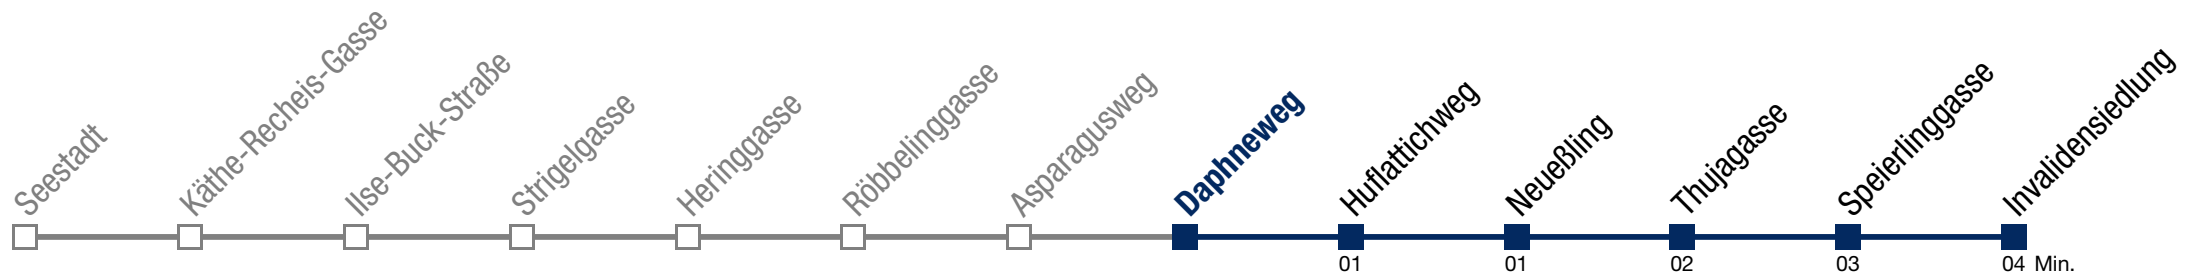 Seestadt
Käthe-Recheis-Gasse
Ilse-Buck-Straße
Strigelgasse
Heringgasse
Röbbelinggasse
Asparagusweg
Daphneweg
Huflattichweg
Neueßling
Thujagasse
Speierlinggasse
Invalidensiedlung
01 01 02 03 04 Min.